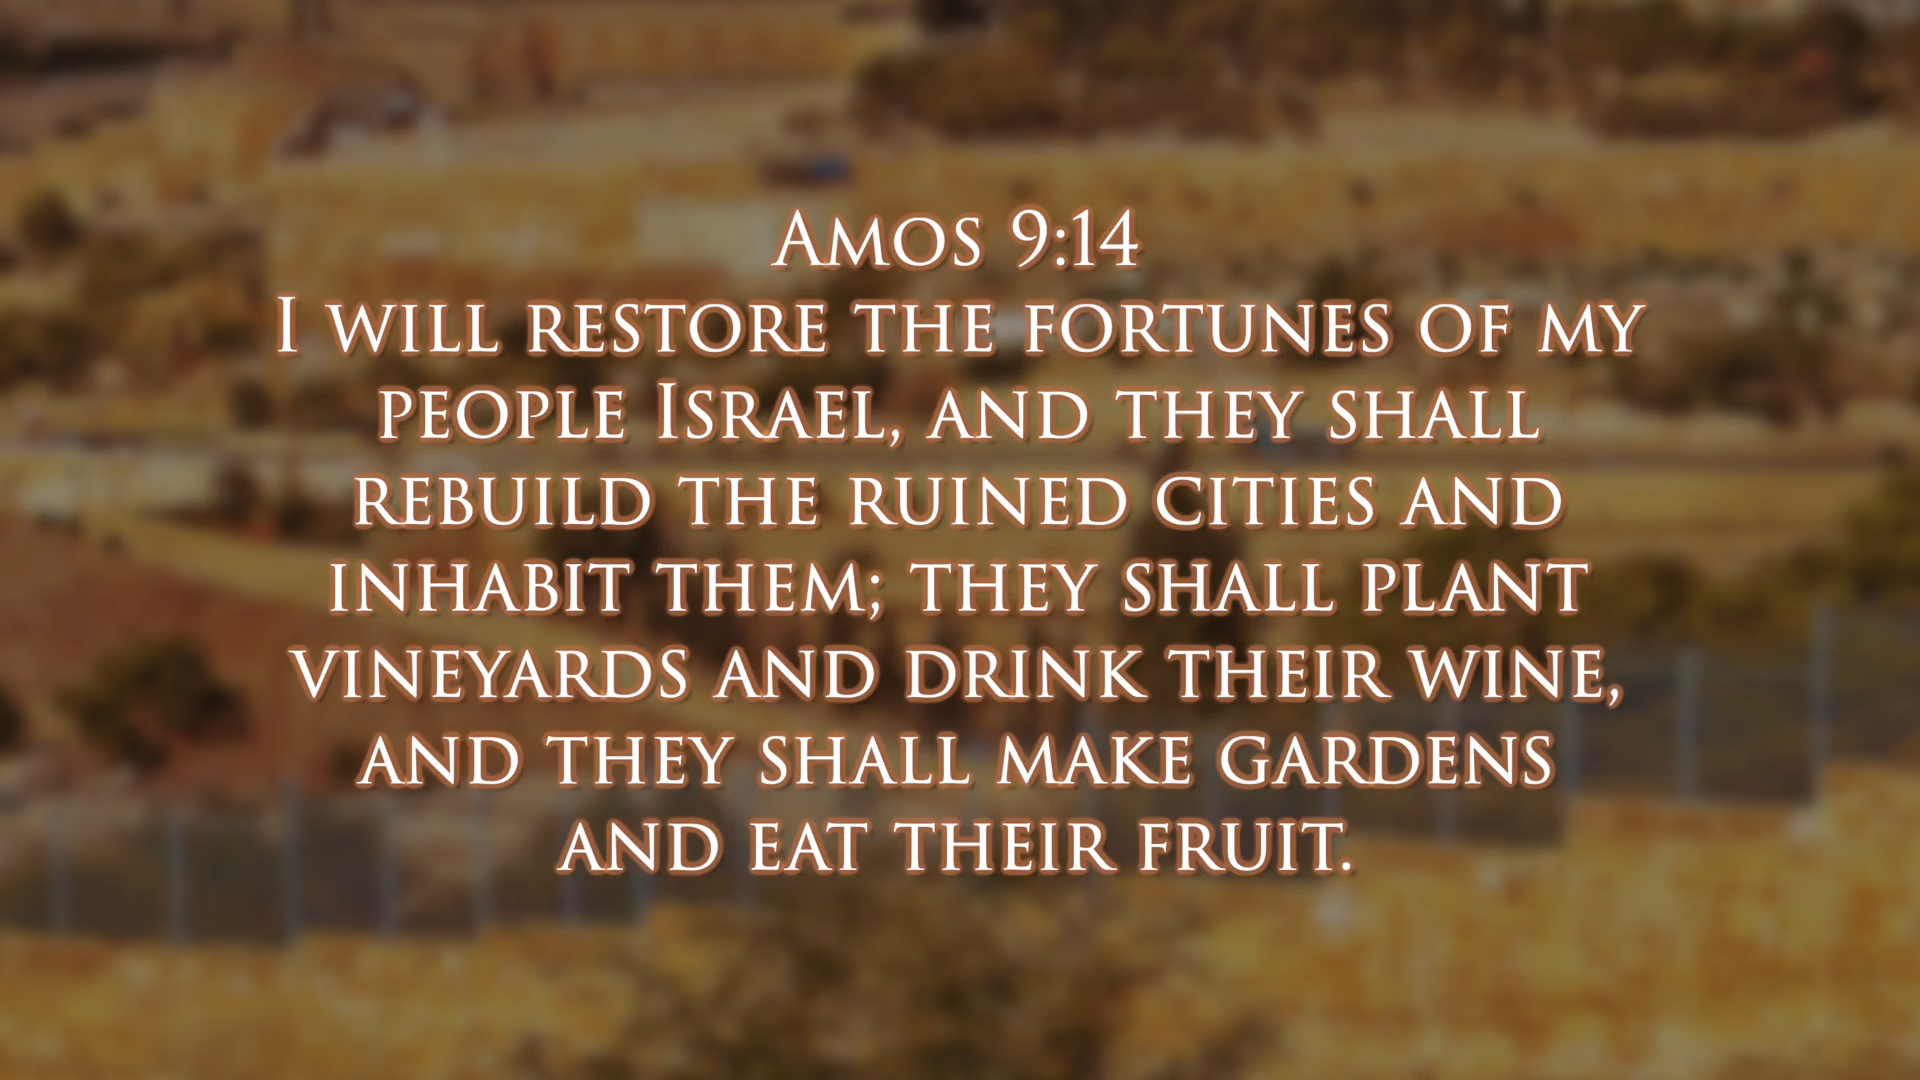 Amos 9:14
I will restore the fortunes of my
people Israel, and they shall
rebuild the ruined cities and
inhabit them; they shall plant
vineyards and drink their wine,
and they shall make gardens
and eat their fruit.